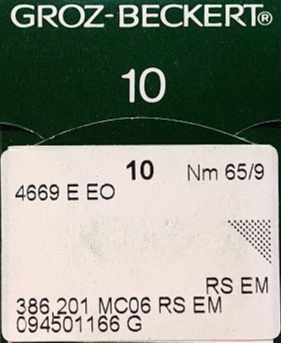 GROZ-BECKERT®
10
10 Nm 65/9
4669 E EO
RS EM
386,201 MC06 RS EM
094501166 G